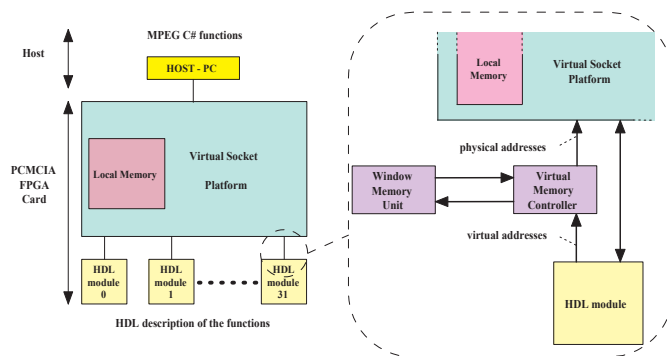 MPEG C# functions
Host
HOST - PC
PCMCIA
FPGA
Card
Local Memory
Virtual Socket
Platform
HDL
module
0
HDL
module
1
HDL
module
31
HDL description of the functions
Local
Memory
Virtual Socket
Platform
physical addresses
Window
Memory
Unit
Virtual
Memory
Controller
virtual addresses
HDL module